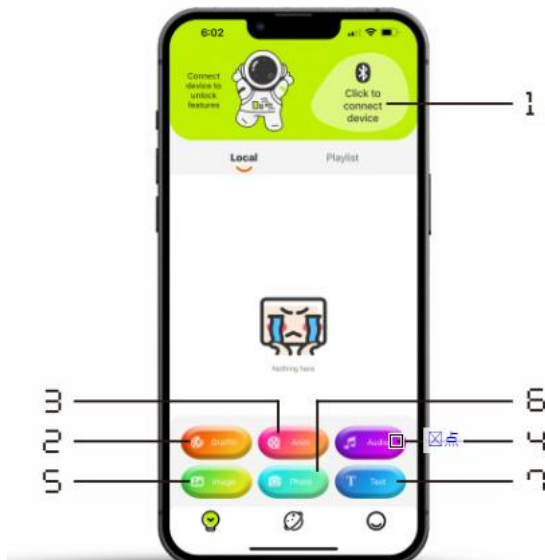 6:02
Connect
device to
unlock
features
Click to
connect
device
1
Local
Playlist
Nothing here
3
6
2
Graffiti
Anim
Audio
点
4
5
Image
Photo
T Text
7